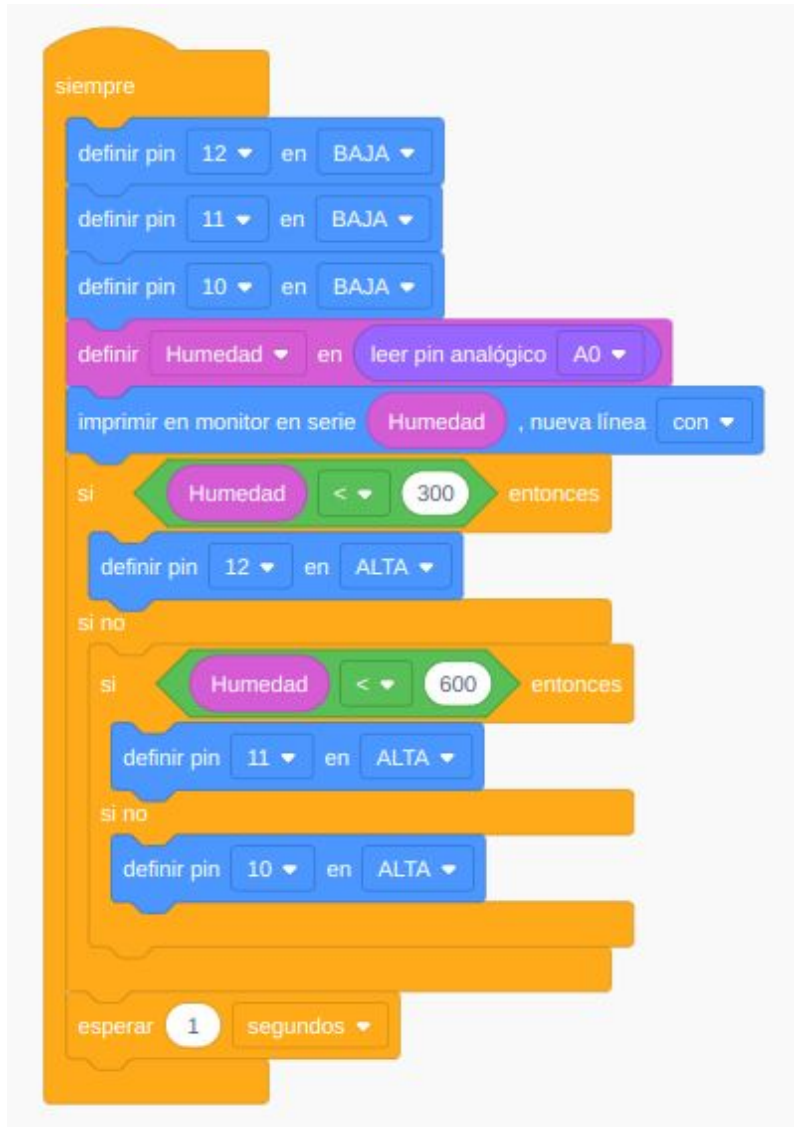 siempre
definir pin 12 en BAJA
definir pin 11 en BAJA
definir pin 10 en BAJA
definir Humedad en leer pin analógico A0
imprimir en monitor en serie Humedad , nueva línea con
si Humedad < 300 entonces
definir pin 12 en ALTA
si no
si Humedad < 600 entonces
definir pin 11 en ALTA
si no
definir pin 10 en ALTA
esperar 1 segundos